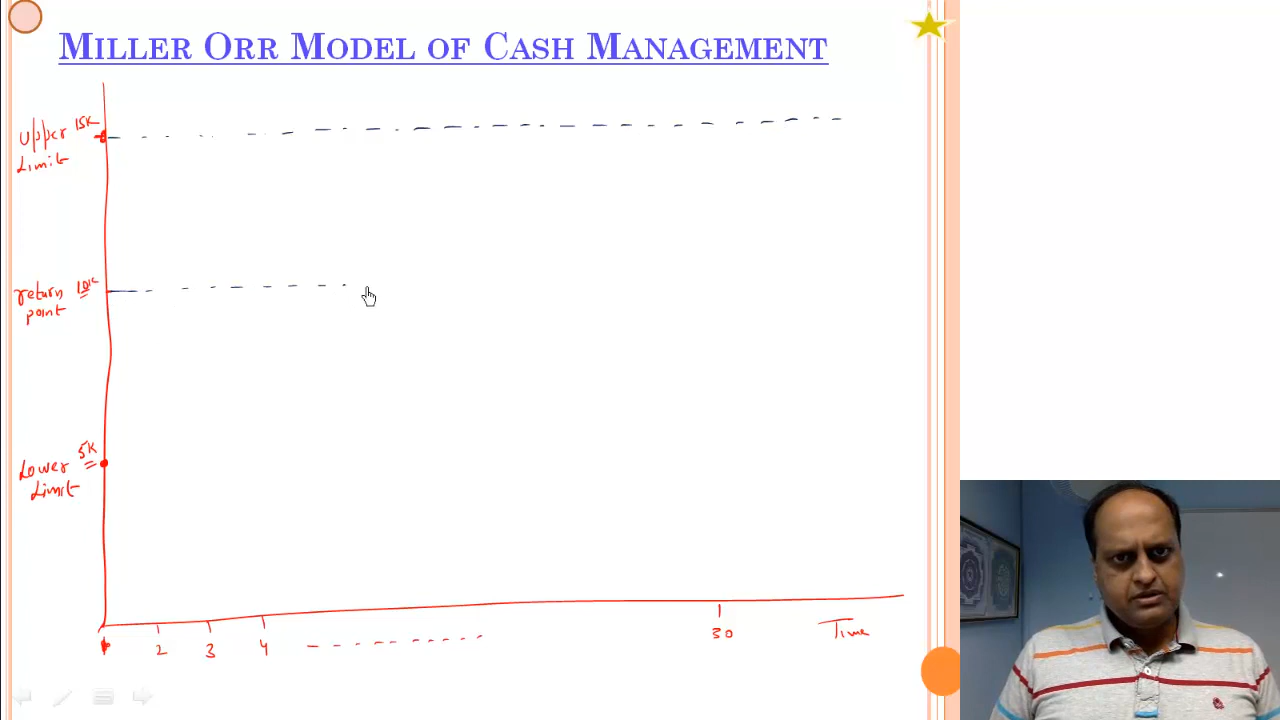 MILLER ORR MODEL OF CASH MANAGEMENT
Upper 15K
Limit
return 10K
point
5K
Lower
Limit
1 2 3 4 30 Time